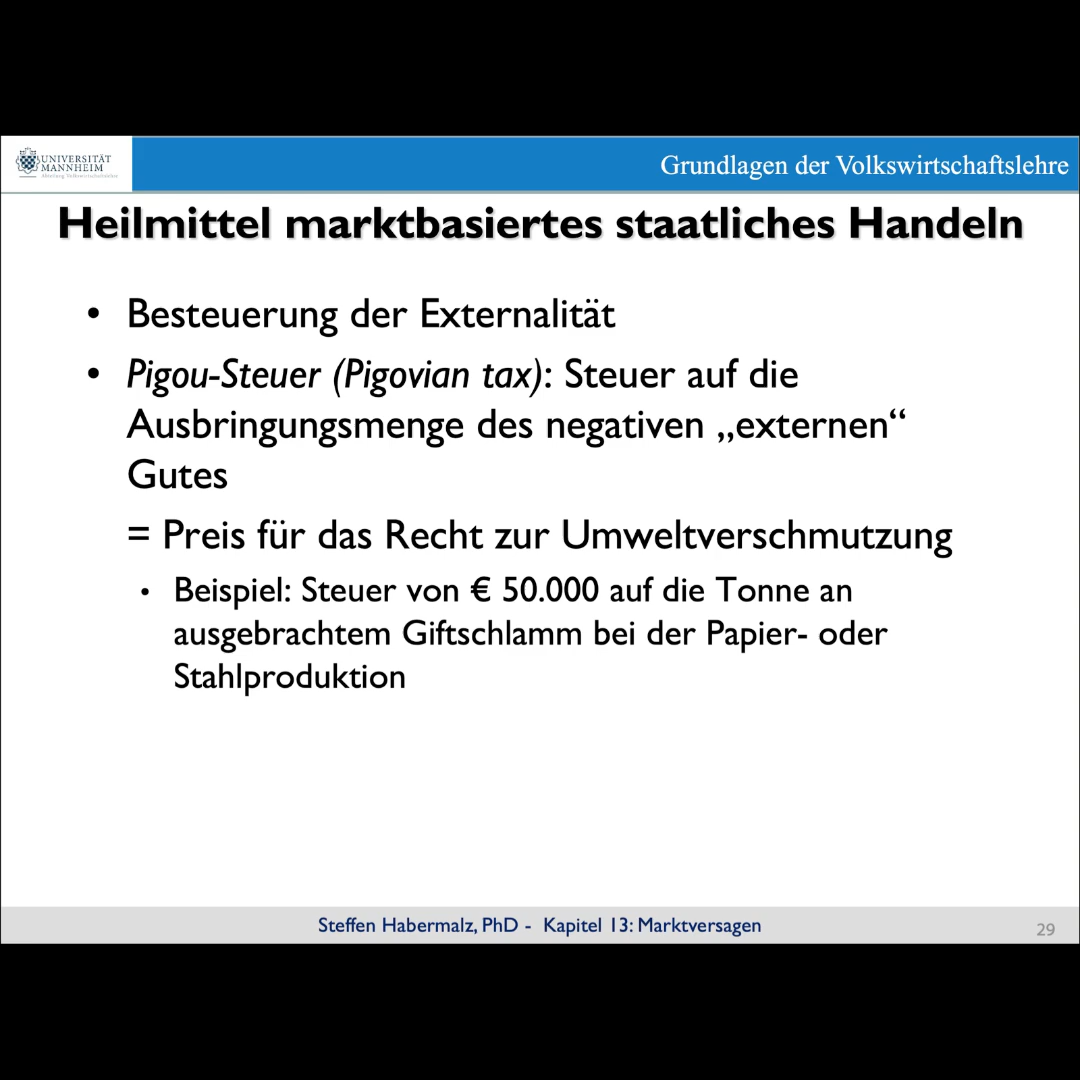 UNIVERSITÄT
MANNHEIM
Abteilung Volkswirtschaftslehre
Grundlagen der Volkswirtschaftslehre
Heilmittel marktbasiertes staatliches Handeln
• Besteuerung der Externalität
• Pigou-Steuer (Pigovian tax): Steuer auf die
Ausbringungsmenge des negativen „externen“
Gutes
= Preis für das Recht zur Umweltverschmutzung
• Beispiel: Steuer von € 50.000 auf die Tonne an
ausgebrachtem Giftschlamm bei der Papier- oder
Stahlproduktion
Steffen Habermalz, PhD - Kapitel 13: Marktversagen
29